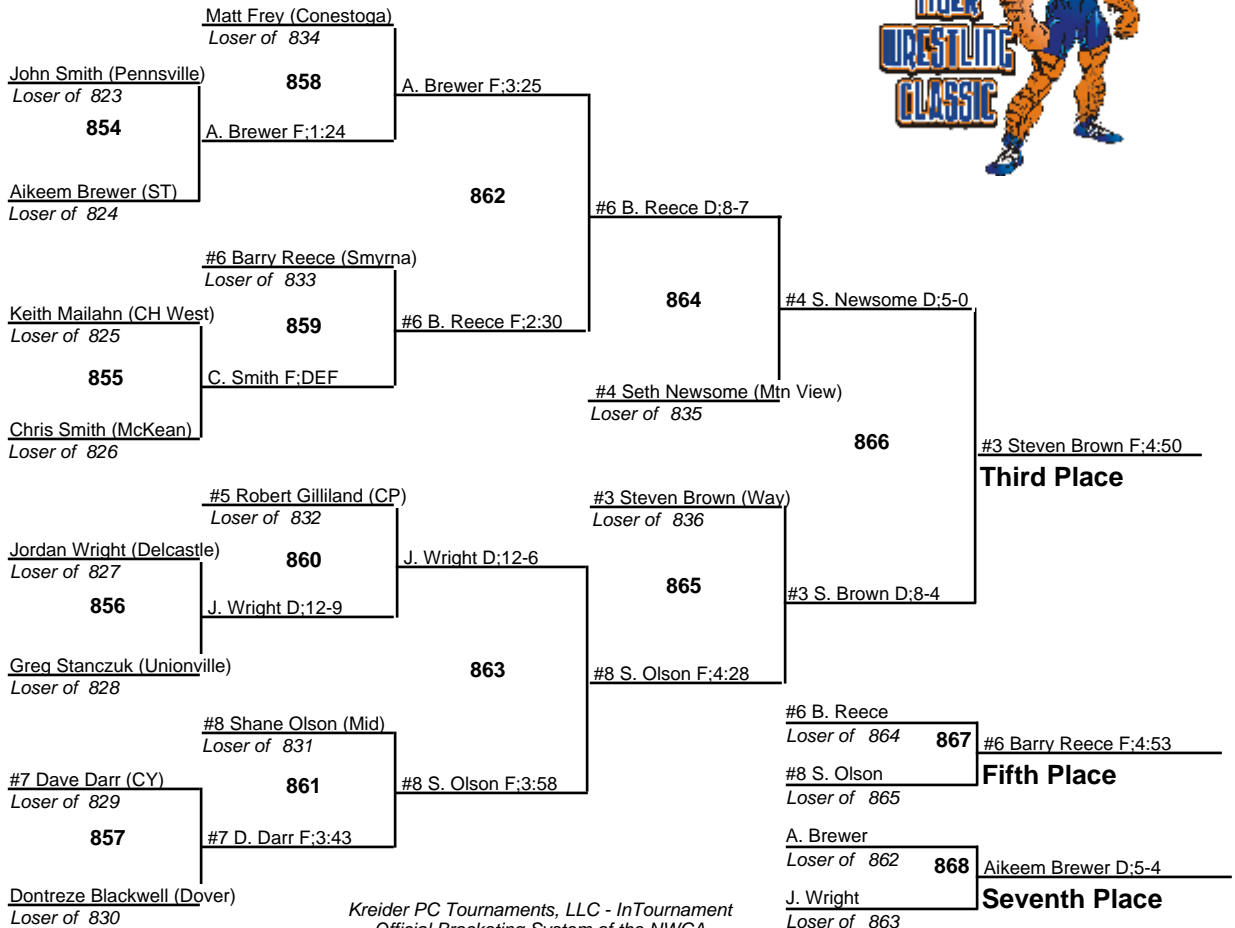 TIGER
WRESTLING
CLASSIC
Matt Frey (Conestoga)
Loser of 834
John Smith (Pennsville)
Loser of 823
858
A. Brewer F;3:25
854
A. Brewer F;1:24
Aikeem Brewer (ST)
Loser of 824
862
#6 B. Reece D;8-7
#6 Barry Reece (Smyrna)
Loser of 833
Keith Mailahn (CH West)
Loser of 825
859
#6 B. Reece F;2:30
864
#4 S. Newsome D;5-0
855
C. Smith F;DEF
#4 Seth Newsome (Mtn View)
Loser of 835
Chris Smith (McKean)
Loser of 826
866
#3 Steven Brown F;4:50
Third Place
#5 Robert Gilliland (CP)
Loser of 832
#3 Steven Brown (Way)
Loser of 836
Jordan Wright (Delcastle)
Loser of 827
860
J. Wright D;12-6
865
856
J. Wright D;12-9
#3 S. Brown D;8-4
Greg Stanczuk (Unionville)
Loser of 828
863
#8 S. Olson F;4:28
#8 Shane Olson (Mid)
Loser of 831
#6 B. Reece
Loser of 864
867
#6 Barry Reece F;4:53
Fifth Place
#8 S. Olson
Loser of 865
#7 Dave Darr (CY)
Loser of 829
861
#8 S. Olson F;3:58
857
#7 D. Darr F;3:43
A. Brewer
Loser of 862
868
Aikeem Brewer D;5-4
Seventh Place
J. Wright
Loser of 863
Dontreze Blackwell (Dover)
Loser of 830
Kreider PC Tournaments, LLC - InTournament
Official Bracketing System of the NWCA